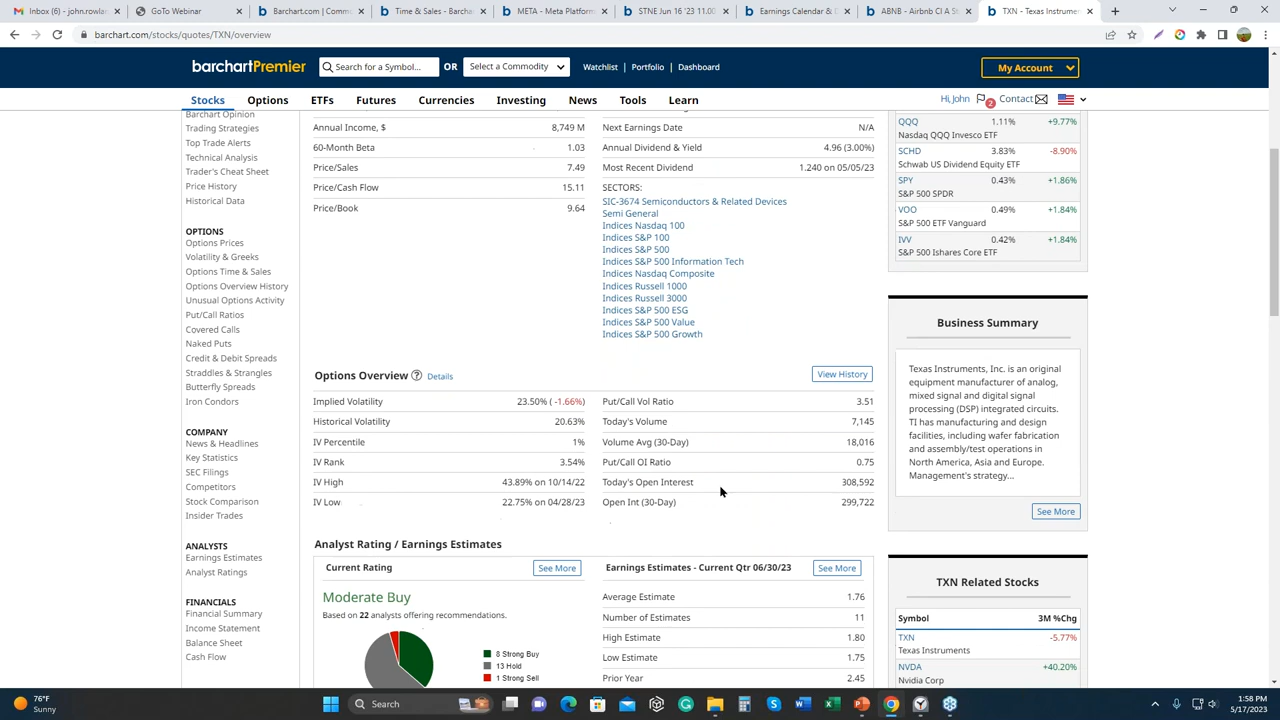 Inbox (6) - john.rowlan
GoTo Webinar
Barchart.com | Comm
Time & Sales - Barchar
META - Meta Platform
STNE Jun 16 '23 11.00
Earnings Calendar & D
ABNB - Airbnb Cl A St
TXN - Texas Instrumen
barchart.com/stocks/quotes/TXN/overview
barchartPremier
Search for a Symbol...
OR
Select a Commodity
Watchlist
Portfolio
Dashboard
My Account
Stocks
Options
ETFs
Futures
Currencies
Investing
News
Tools
Learn
Hi, John
2
Contact
Barchart Opinion
Trading Strategies
Top Trade Alerts
Technical Analysis
Trader's Cheat Sheet
Price History
Historical Data
OPTIONS
Options Prices
Volatility & Greeks
Options Time & Sales
Options Overview History
Unusual Options Activity
Put/Call Ratios
Covered Calls
Naked Puts
Credit & Debit Spreads
Straddles & Strangles
Butterfly Spreads
Iron Condors
COMPANY
News & Headlines
Key Statistics
SEC Filings
Competitors
Stock Comparison
Insider Trades
ANALYSTS
Earnings Estimates
Analyst Ratings
FINANCIALS
Financial Summary
Income Statement
Balance Sheet
Cash Flow
Annual Income, $ 8,749 M
60-Month Beta 1.03
Price/Sales 7.49
Price/Cash Flow 15.11
Price/Book 9.64
Next Earnings Date N/A
Annual Dividend & Yield 4.96 (3.00%)
Most Recent Dividend 1.240 on 05/05/23
SECTORS:
SIC-3674 Semiconductors & Related Devices
Semi General
Indices Nasdaq 100
Indices S&P 100
Indices S&P 500
Indices S&P 500 Information Tech
Indices Nasdaq Composite
Indices Russell 1000
Indices Russell 3000
Indices S&P 500 ESG
Indices S&P 500 Value
Indices S&P 500 Growth
Options Overview ? Details
View History
Implied Volatility 23.50% ( -1.66%)
Historical Volatility 20.63%
IV Percentile 1%
IV Rank 3.54%
IV High 43.89% on 10/14/22
IV Low 22.75% on 04/28/23
Put/Call Vol Ratio 3.51
Today's Volume 7,145
Volume Avg (30-Day) 18,016
Put/Call OI Ratio 0.75
Today's Open Interest 308,592
Open Int (30-Day) 299,722
Analyst Rating / Earnings Estimates
Current Rating
See More
Moderate Buy
Based on 22 analysts offering recommendations.
8 Strong Buy
13 Hold
1 Strong Sell
Earnings Estimates - Current Qtr 06/30/23
See More
Average Estimate 1.76
Number of Estimates 11
High Estimate 1.80
Low Estimate 1.75
Prior Year 2.45
QQQ 1.11% +9.77%
Nasdaq QQQ Invesco ETF
SCHD 3.83% -8.90%
Schwab US Dividend Equity ETF
SPY 0.43% +1.86%
S&P 500 SPDR
VOO 0.49% +1.84%
S&P 500 ETF Vanguard
IVV 0.42% +1.84%
S&P 500 Ishares Core ETF
Business Summary
Texas Instruments, Inc. is an original
equipment manufacturer of analog,
mixed signal and digital signal
processing (DSP) integrated circuits.
TI has manufacturing and design
facilities, including wafer fabrication
and assembly/test operations in
North America, Asia and Europe.
Management's strategy...
See More
TXN Related Stocks
Symbol 3M %Chg
TXN -5.77%
Texas Instruments
NVDA +40.20%
Nvidia Corp
76°F
Sunny
Search
1:58 PM
5/17/2023